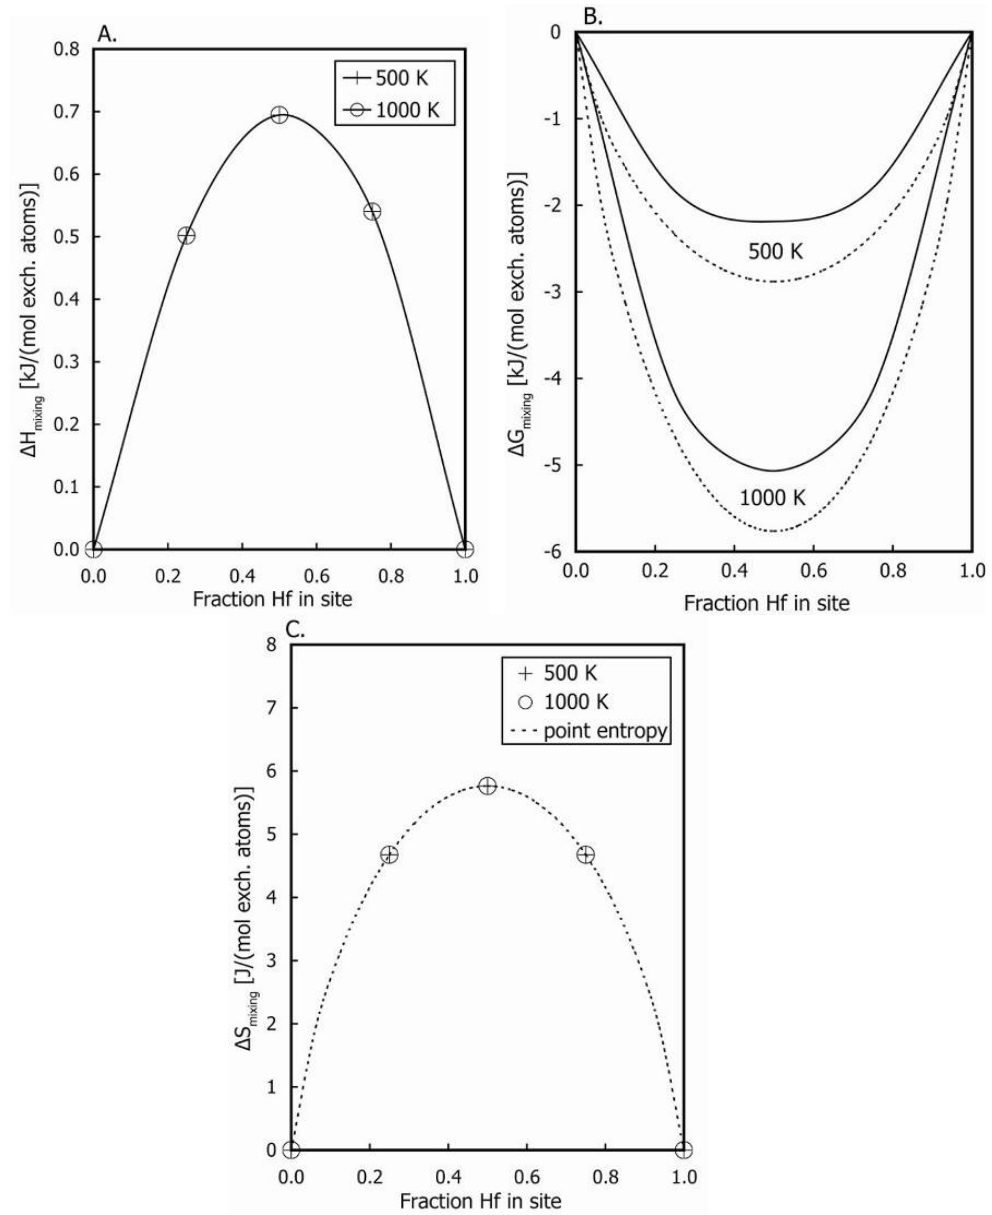 A.
0.8
0.7
0.6
0.5
0.4
0.3
0.2
0.1
0.0
ΔHmixing [kJ/(mol exch. atoms)]
500 K
1000 K
0.0 0.2 0.4 0.6 0.8 1.0
Fraction Hf in site
B.
0
-1
-2
-3
-4
-5
-6
ΔGmixing [kJ/(mol exch. atoms)]
500 K
1000 K
0.0 0.2 0.4 0.6 0.8 1.0
Fraction Hf in site
C.
8
7
6
5
4
3
2
1
0
ΔSmixing [J/(mol exch. atoms)]
500 K
1000 K
point entropy
0.0 0.2 0.4 0.6 0.8 1.0
Fraction Hf in site